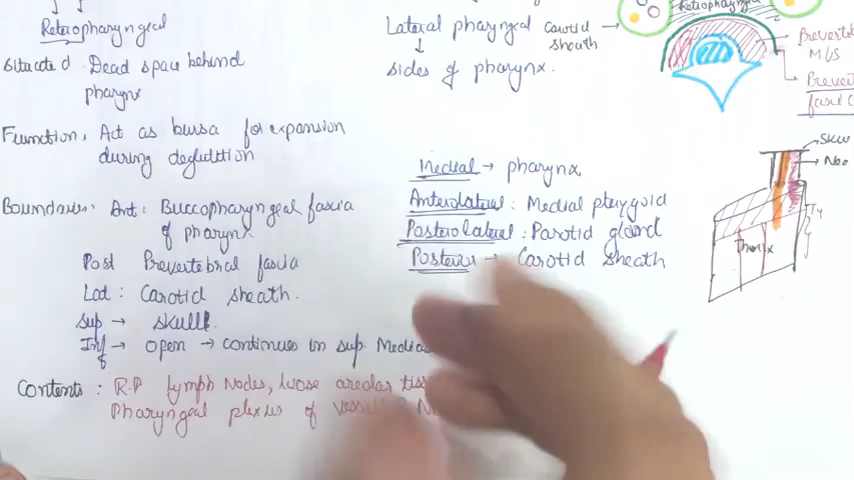 Retropharyngeal
Situated. Dead space behind
pharynx
Function. Act as bursa for expansion
during deglutition
Boundaries. Ant: Buccopharyngeal fascia
of pharynx
Post Prevertebral fascia
Lat: Carotid sheath.
Sup → skull.
Inf → open → continues in sup. Medias
Contents: R.P lymph Nodes, loose areolar tiss
Pharyngeal plexus of vessel & N
Lateral pharyngeal
↓
sides of pharynx.
Medial → pharynx
Anterolateral: Medial pterygoid
Posterolateral: Parotid gland
Posterior → Carotid sheath
Carotid
sheath
Retropharyngeal
Preverte
M/S
Prevert
fascia
Skull
Thorax
T4